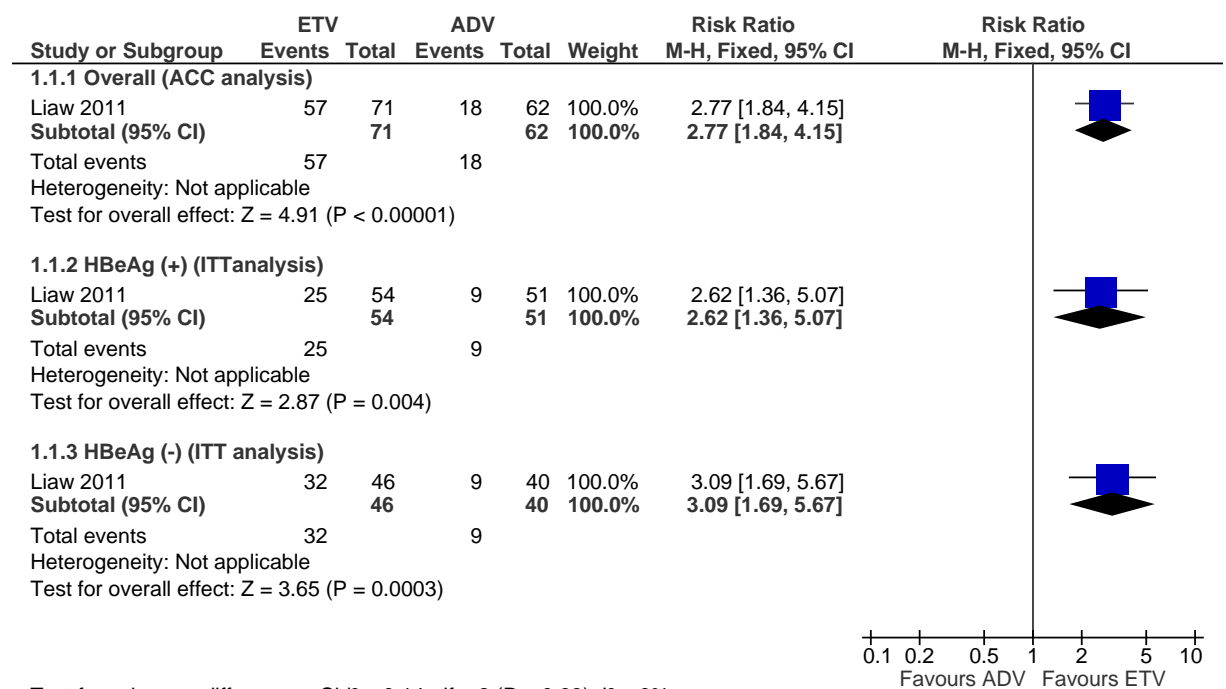 ETV ADV Risk Ratio Risk Ratio
Study or Subgroup Events Total Events Total Weight M-H, Fixed, 95% CI M-H, Fixed, 95% CI
1.1.1 Overall (ACC analysis)
Liaw 2011 57 71 18 62 100.0% 2.77 [1.84, 4.15]
Subtotal (95% CI) 71 62 100.0% 2.77 [1.84, 4.15]
Total events 57 18
Heterogeneity: Not applicable
Test for overall effect: Z = 4.91 (P < 0.00001)
1.1.2 HBeAg (+) (ITTanalysis)
Liaw 2011 25 54 9 51 100.0% 2.62 [1.36, 5.07]
Subtotal (95% CI) 54 51 100.0% 2.62 [1.36, 5.07]
Total events 25 9
Heterogeneity: Not applicable
Test for overall effect: Z = 2.87 (P = 0.004)
1.1.3 HBeAg (-) (ITT analysis)
Liaw 2011 32 46 9 40 100.0% 3.09 [1.69, 5.67]
Subtotal (95% CI) 46 40 100.0% 3.09 [1.69, 5.67]
Total events 32 9
Heterogeneity: Not applicable
Test for overall effect: Z = 3.65 (P = 0.0003)
0.1 0.2 0.5 1 2 5 10
Favours ADV Favours ETV